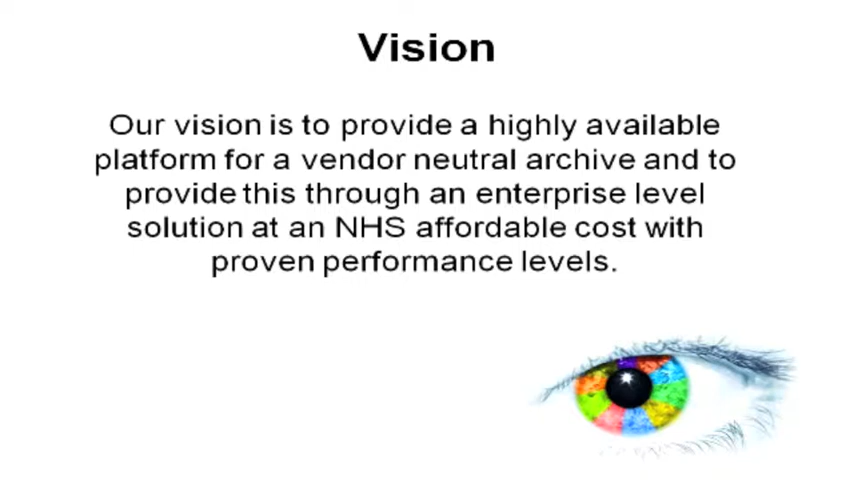 Vision
Our vision is to provide a highly available
platform for a vendor neutral archive and to
provide this through an enterprise level
solution at an NHS affordable cost with
proven performance levels.